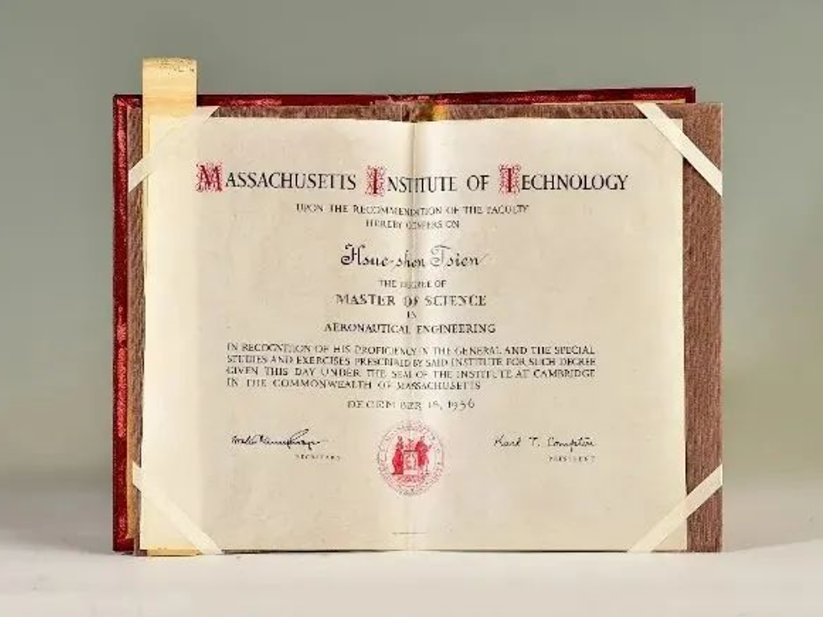 MASSACHUSETTS INSTITUTE OF TECHNOLOGY
UPON THE RECOMMENDATION OF THE FACULTY
HEREBY CONFERS ON
Hsue-shen Tsien
THE DEGREE OF
MASTER OF SCIENCE
IN
AERONAUTICAL ENGINEERING
IN RECOGNITION OF HIS PROFICIENCY IN THE GENERAL AND THE SPECIAL
STUDIES AND EXERCISES PRESCRIBED BY SAID INSTITUTE FOR SUCH DEGREE
GIVEN THIS DAY UNDER THE SEAL OF THE INSTITUTE AT CAMBRIDGE
IN THE COMMONWEALTH OF MASSACHUSETTS
DECEMBER 18, 1936
Karl T. Compton
SECRETARY
PRESIDENT